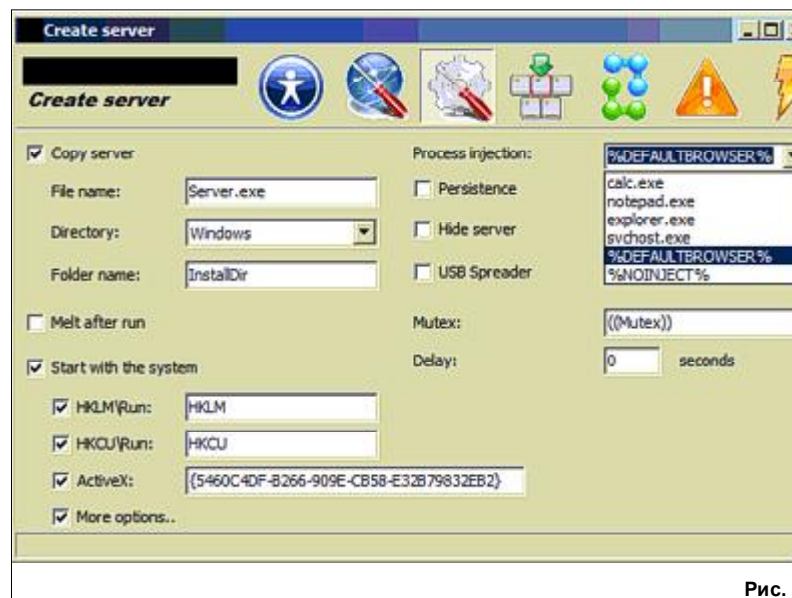 Create server
Create server
Copy server
File name: Server.exe
Directory: Windows
Folder name: InstallDir
Melt after run
Start with the system
HKLM\Run: HKLM
HKCU\Run: HKCU
ActiveX: {5460C4DF-B266-909E-CB58-E32B79832EB2}
More options..
Process injection: %DEFAULTBROWSER%
calc.exe
notepad.exe
explorer.exe
svchost.exe
%DEFAULTBROWSER%
%NOINJECT%
Persistence
Hide server
USB Spreader
Mutex: ((Mutex))
Delay: 0 seconds
Рис.